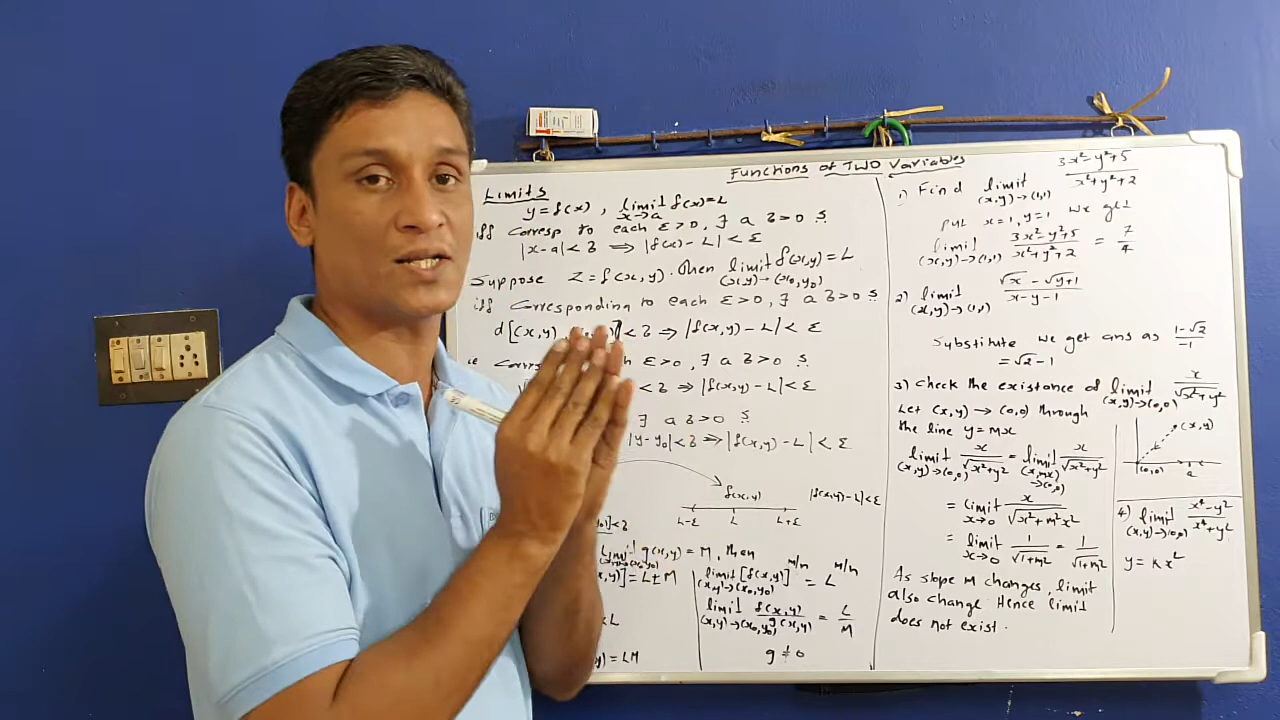 Functions of Two Variables
Limits
y = f(x) , limit f(x) = L
x→a
iff corresp to each ε>0, ∃ a δ>0 s
|x-a|<δ ⇒ |f(x)-L|<ε
Suppose z = f(x,y). Then limit f(x,y) = L
(x,y)→(x₀,y₀)
iff corresponding to each ε>0, ∃ a δ>0 s
d[(x,y) <δ ⇒ |f(x,y)-L|<ε
ε>0, ∃ a δ>0 s
<δ ⇒ |f(x,y)-L|<ε
∃ a δ>0 s
|y-y₀|<δ ⇒ |f(x,y)-L|<ε
f(x,y) |f(x,y)-L|<ε
L-ε L L+ε
]<δ
limit g(x,y) = M, then
(x,y)→(x₀,y₀)
] = L±M
L
) = LM
limit [f(x,y)]^(m/n) = L^(m/n)
(x,y)→(x₀,y₀)
limit f(x,y)/g(x,y) = L/M
(x,y)→(x₀,y₀)
g ≠ 0
1) Find limit (3x²-y²+5)/(x²+y²+2)
(x,y)→(1,1)
put x=1, y=1 we get
limit (3x²-y²+5)/(x²+y²+2) = 7/4
(x,y)→(1,1)
2) limit (√x - √y+1)/(x-y-1)
(x,y)→(1,1)
Substitute we get ans as (1-√2)/-1
= √2-1
3) Check the existance of limit x/√x²+y²
(x,y)→(0,0)
Let (x,y)→(0,0) through
the line y=mx
limit x/√x²+y² = limit x/√x²+y²
(x,y)→(0,0) (x,mx)→(0,0)
= limit x/√x²+m²x²
x→0
= limit 1/√1+m² = 1/√1+m²
x→0
As slope m changes, limit
also change. Hence limit
does not exist.
(x,y)
(0,0) a
4) limit (x⁴-y²)/(x⁴+y²)
(x,y)→(0,0)
y = kx²